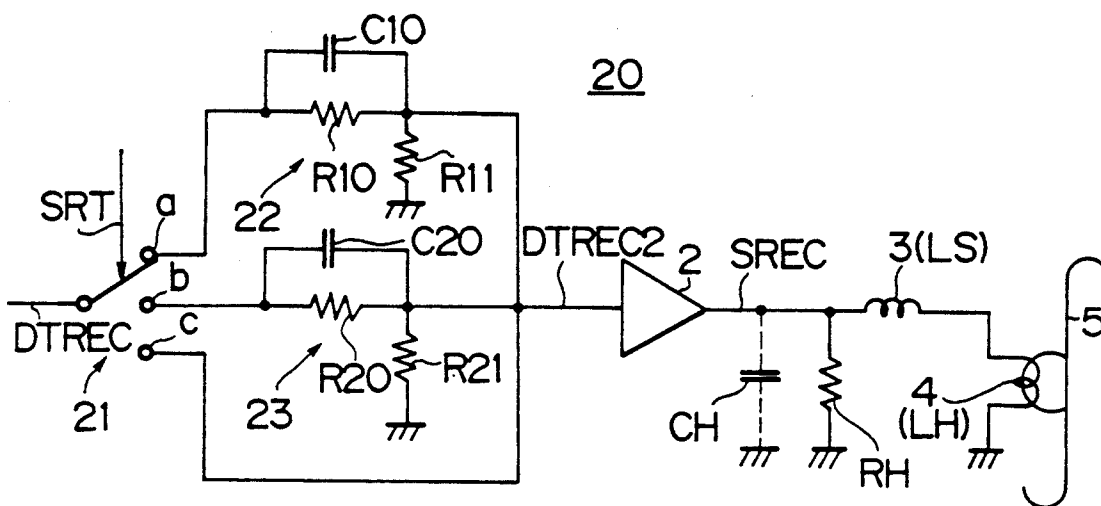 C10
20
R10
R11
22
SRT
a
C20
DTREC2
2
SREC
3(LS)
b
5
DTREC
c
R20
R21
21
23
CH
RH
4
(LH)